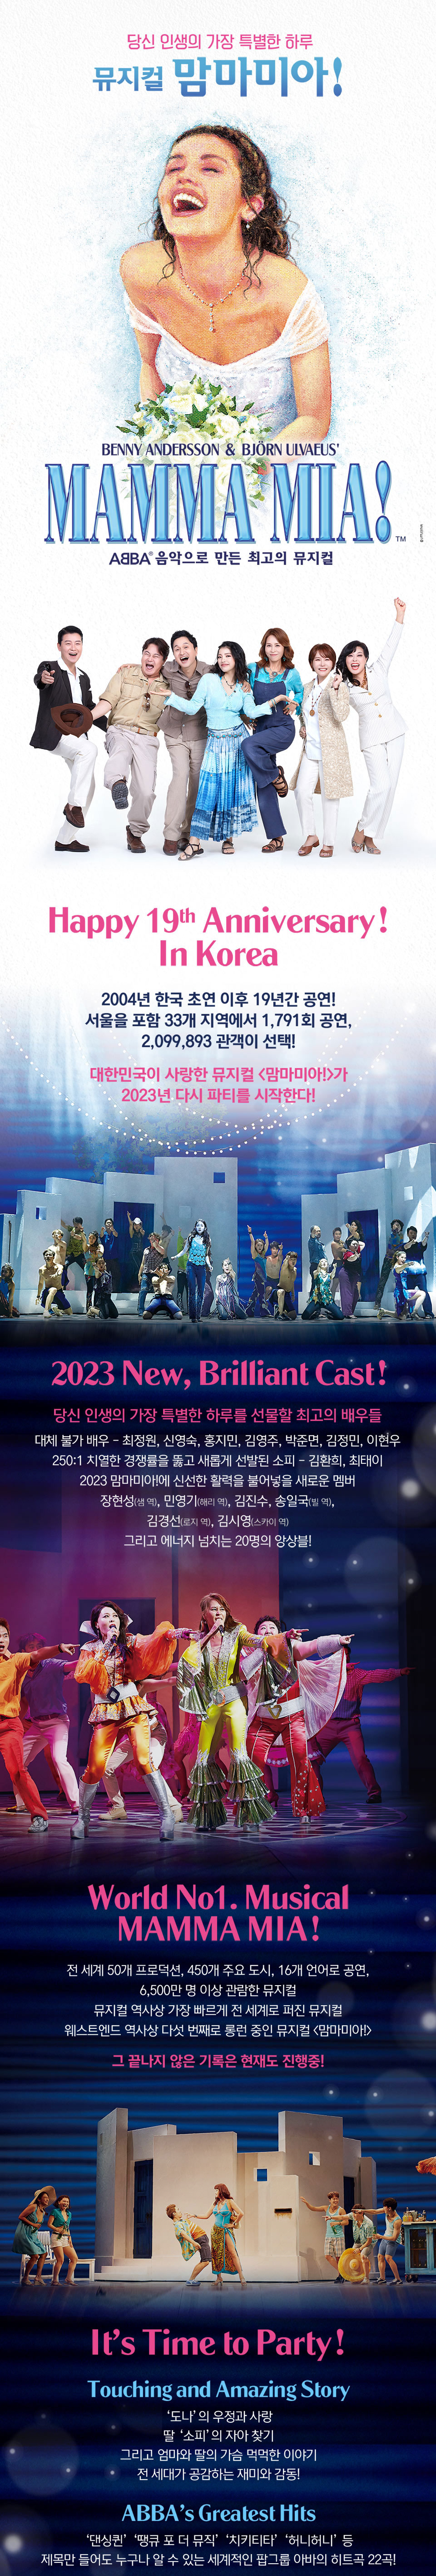 당신 인생의 가장 특별한 하루
뮤지컬 맘마미아!
BENNY ANDERSSON & BJÖRN ULVAEUS'
MAMMA MIA!™
ABBA® 음악으로 만든 최고의 뮤지컬
Happy 19th Anniversary!
In Korea
2004년 한국 초연 이후 19년간 공연!
서울을 포함 33개 지역에서 1,791회 공연,
2,099,893 관객이 선택!
대한민국이 사랑한 뮤지컬 <맘마미아!>가
2023년 다시 파티를 시작한다!
2023 New, Brilliant Cast!
당신 인생의 가장 특별한 하루를 선물할 최고의 배우들
대체 불가 배우 - 최정원, 신영숙, 홍지민, 김영주, 박준면, 김정민, 이현우
250:1 치열한 경쟁률을 뚫고 새롭게 선발된 소피 - 김환희, 최태이
2023 맘마미아!에 신선한 활력을 불어넣을 새로운 멤버
장현성(샘 역), 민영기(해리 역), 김진수, 송일국(빌 역),
김경선(로지 역), 김시영(스카이 역)
그리고 에너지 넘치는 20명의 앙상블!
World No1. Musical
MAMMA MIA!
전 세계 50개 프로덕션, 450개 주요 도시, 16개 언어로 공연,
6,500만 명 이상 관람한 뮤지컬
뮤지컬 역사상 가장 빠르게 전 세계로 퍼진 뮤지컬
웨스트엔드 역사상 다섯 번째로 롱런 중인 뮤지컬 <맘마미아!>
그 끝나지 않은 기록은 현재도 진행중!
It's Time to Party!
Touching and Amazing Story
'도나'의 우정과 사랑
딸 '소피'의 자아 찾기
그리고 엄마와 딸의 가슴 먹먹한 이야기
전 세대가 공감하는 재미와 감동!
ABBA's Greatest Hits
'댄싱퀸' '땡큐 포 더 뮤직' '치키티타' '허니허니' 등
제목만 들어도 누구나 알 수 있는 세계적인 팝그룹 아바의 히트곡 22곡!